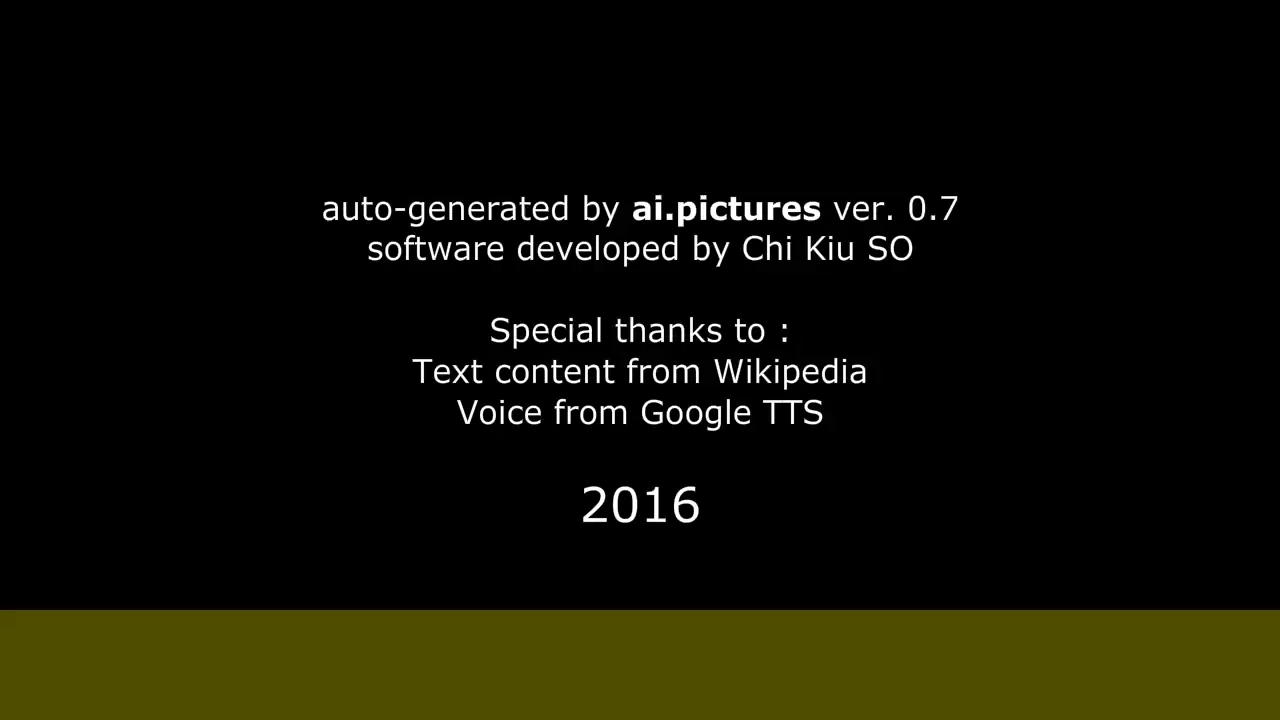 auto-generated by ai.pictures ver. 0.7
software developed by Chi Kiu SO
Special thanks to :
Text content from Wikipedia
Voice from Google TTS
2016